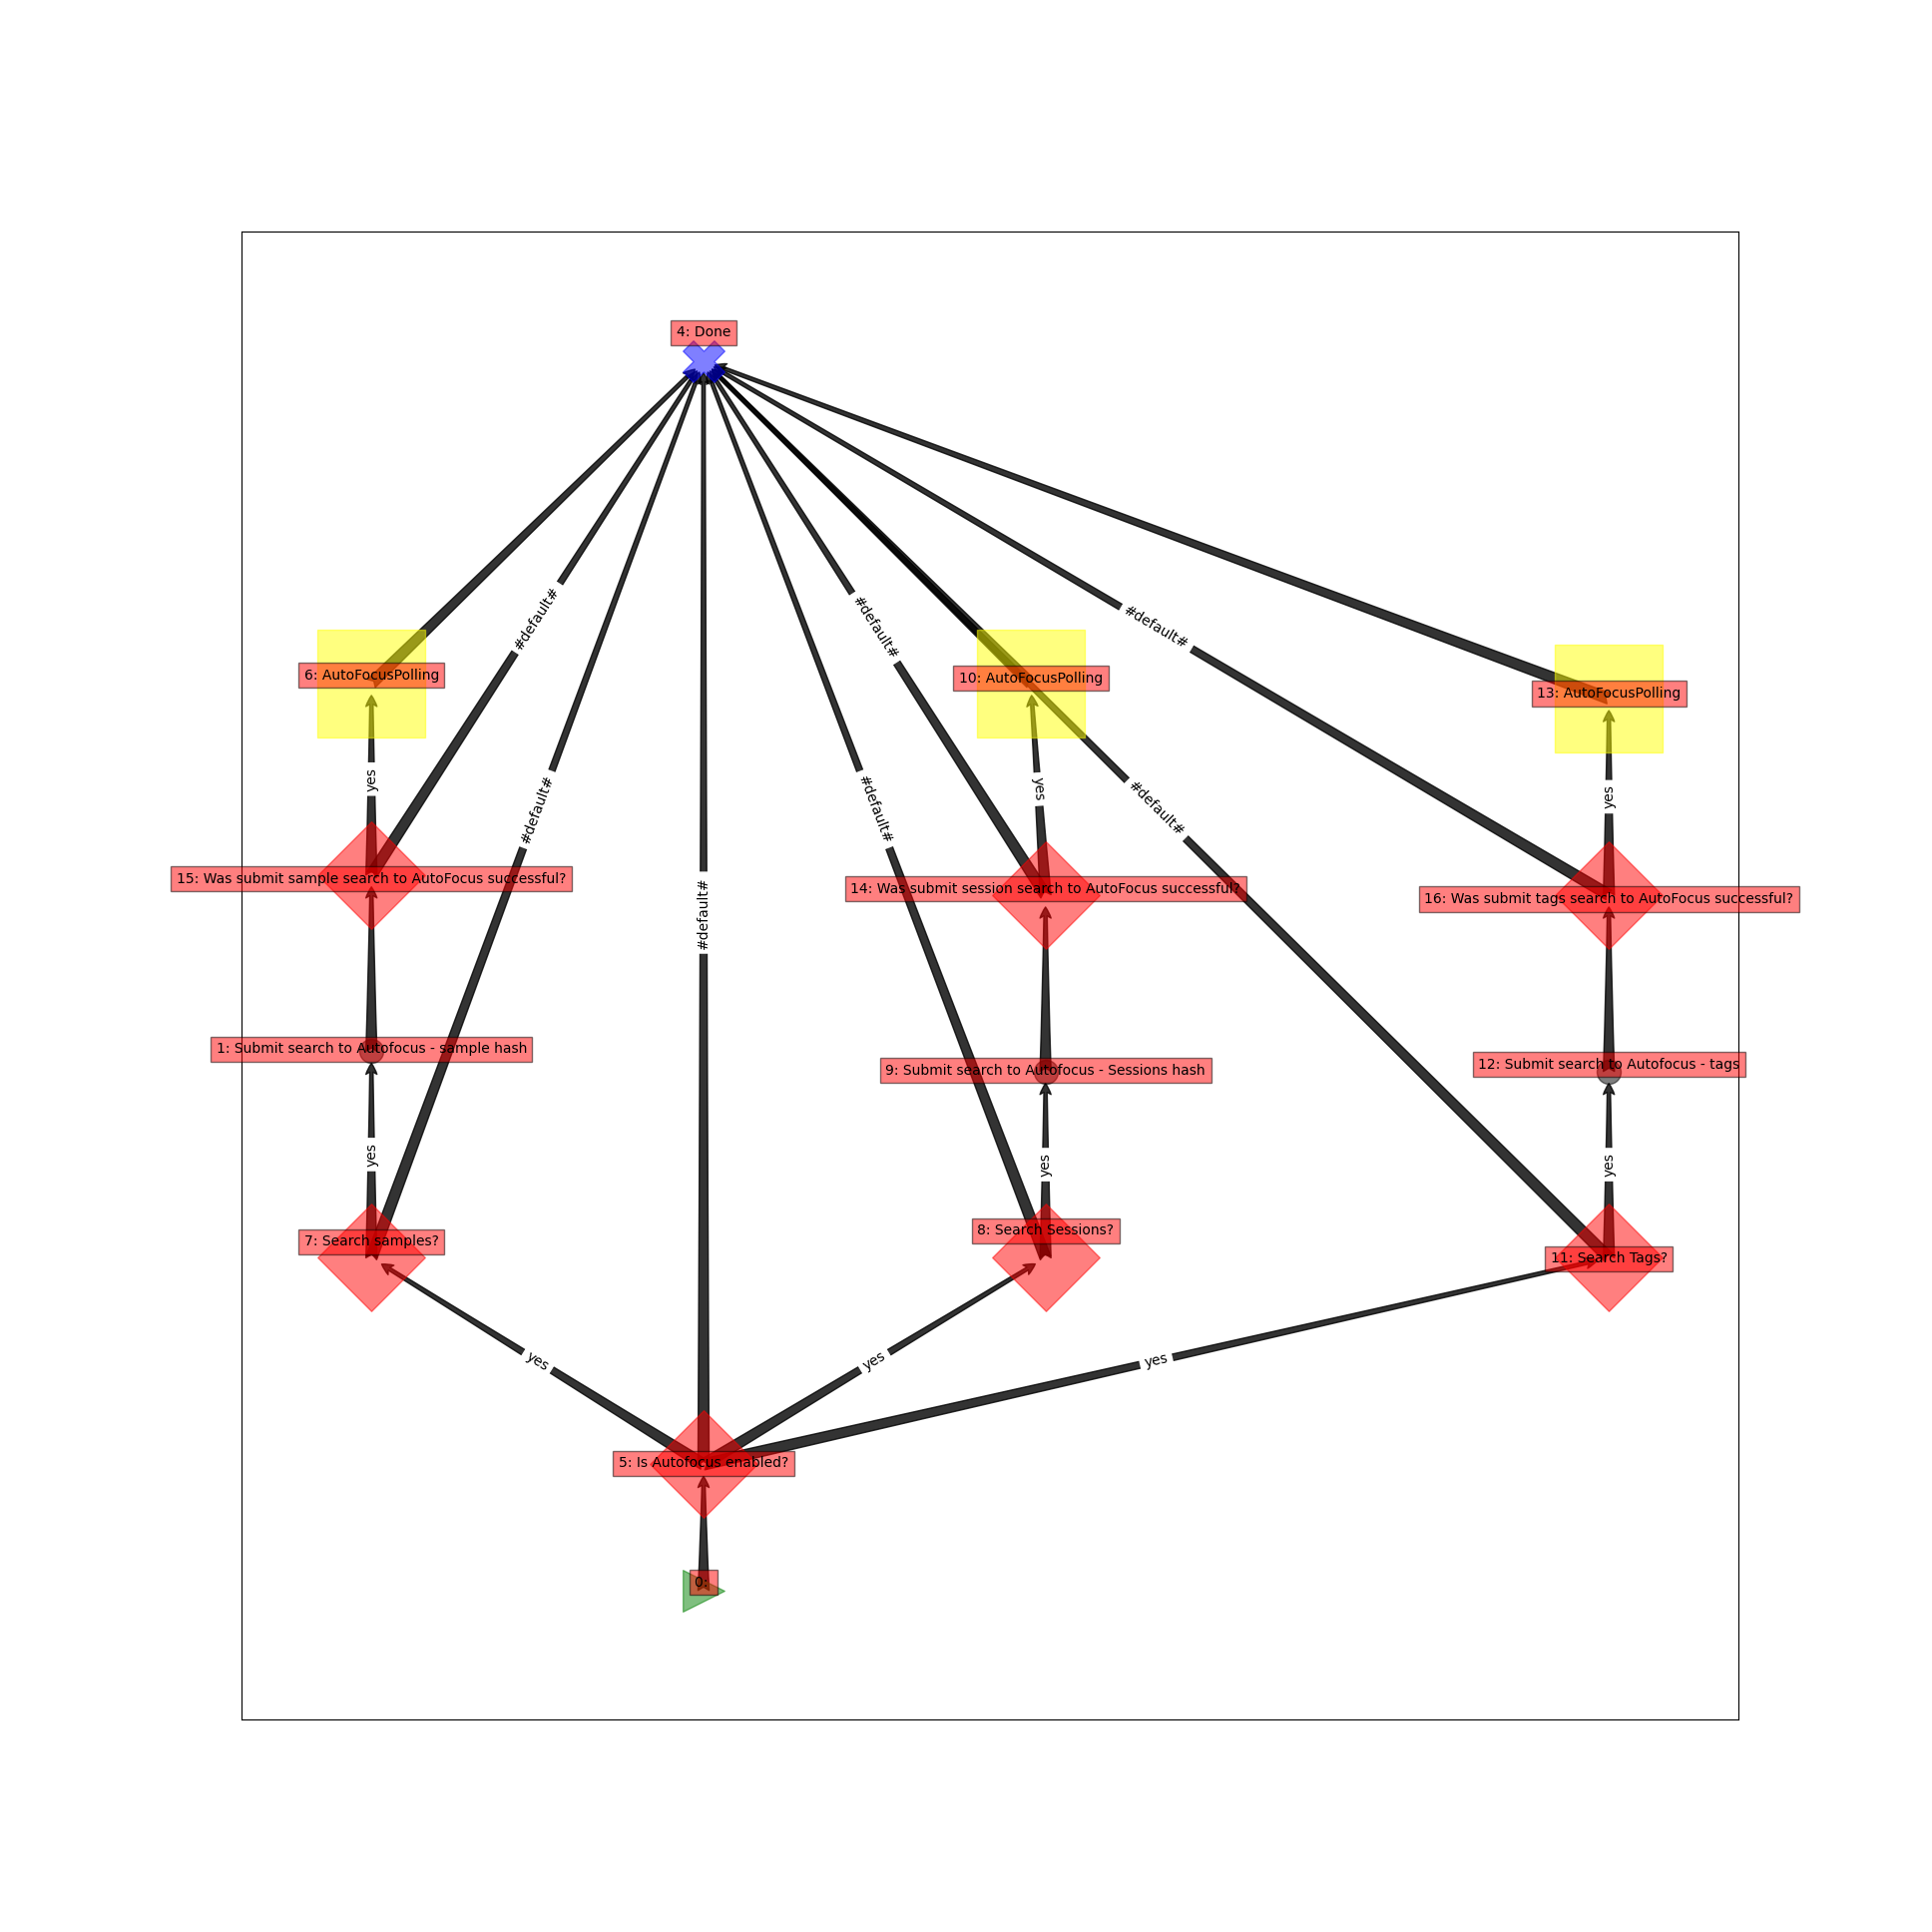 4: Done
#default#
#default#
#default#
6: AutoFocusPolling
10: AutoFocusPolling
13: AutoFocusPolling
yes
yes
yes
#default#
#default#
#default#
15: Was submit sample search to AutoFocus successful?
14: Was submit session search to AutoFocus successful?
16: Was submit tags search to AutoFocus successful?
#default#
1: Submit search to Autofocus - sample hash
9: Submit search to Autofocus - Sessions hash
12: Submit search to Autofocus - tags
yes
yes
yes
7: Search samples?
8: Search Sessions?
11: Search Tags?
yes
yes
yes
5: Is Autofocus enabled?
0: